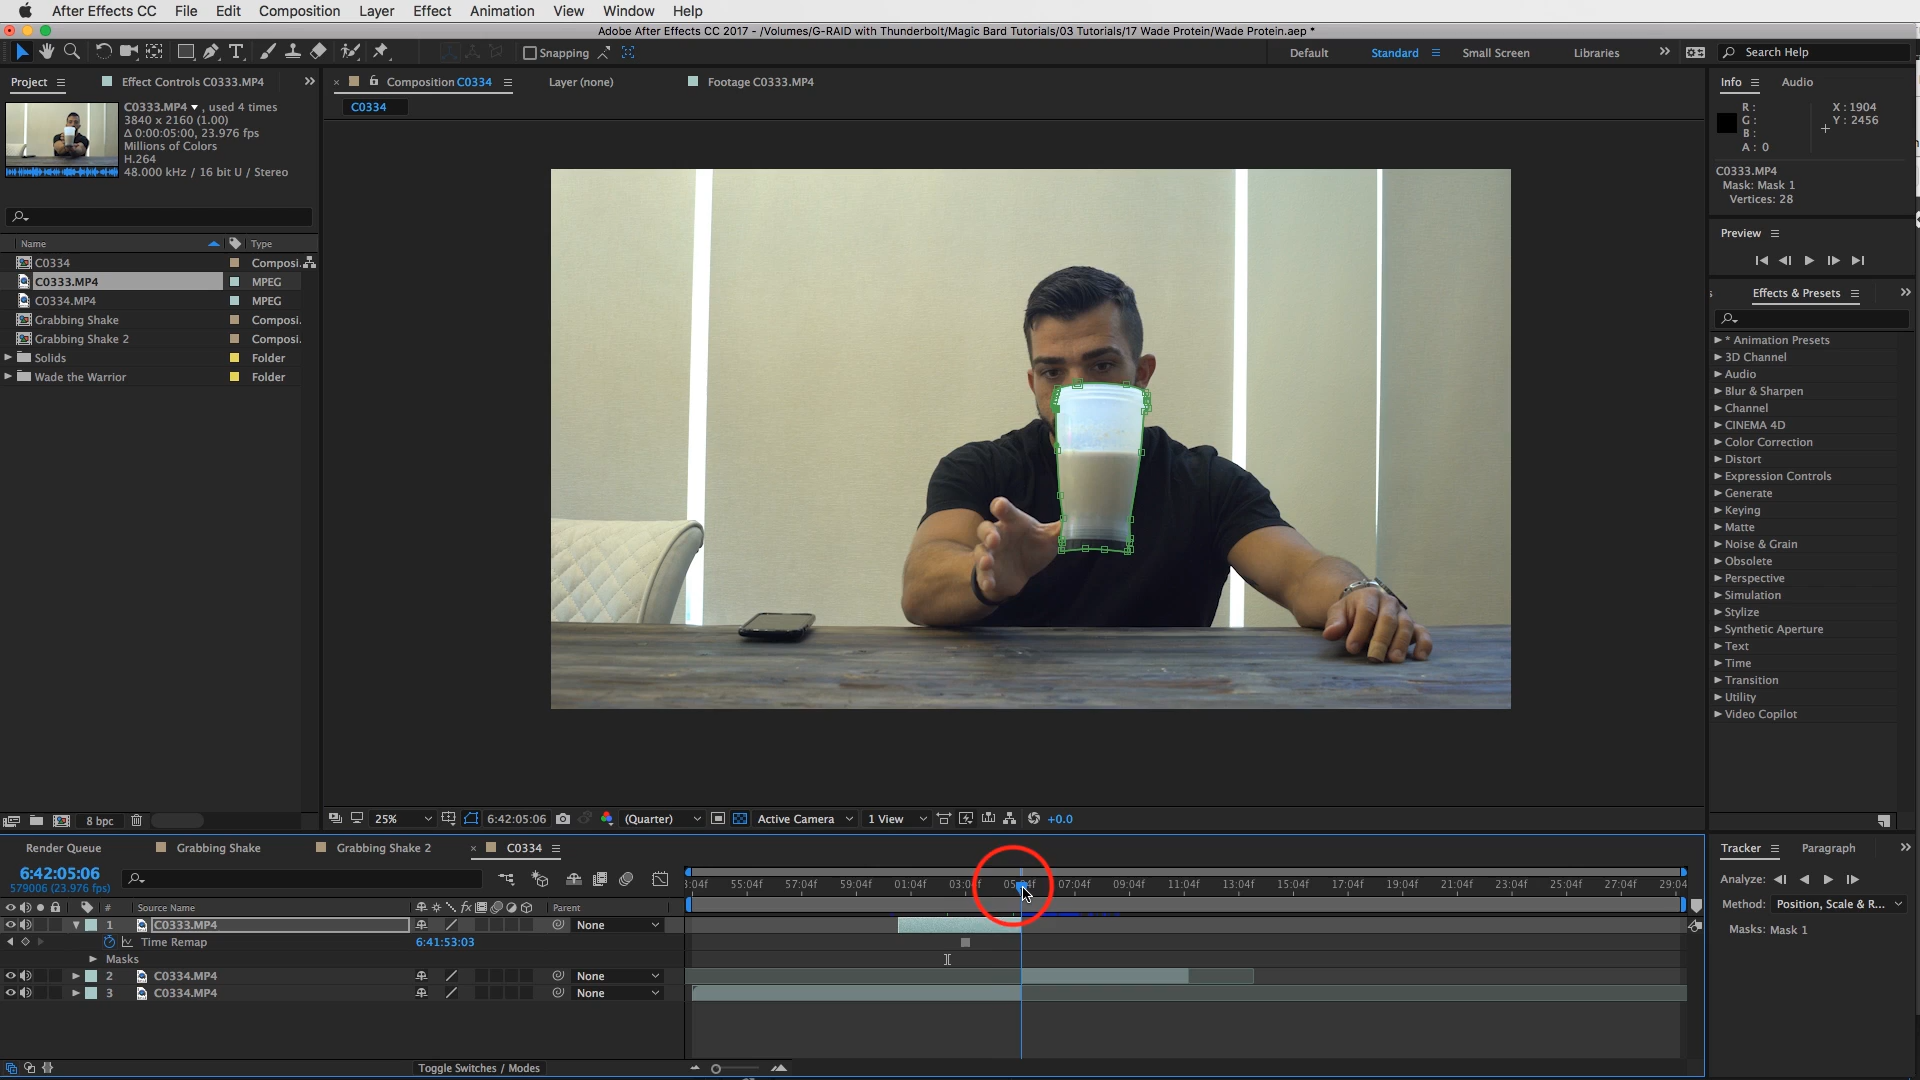 After Effects CC File Edit Composition Layer Effect Animation View Window Help
Adobe After Effects CC 2017 - /Volumes/G-RAID with Thunderbolt/Magic Bard Tutorials/03 Tutorials/17 Wade Protein/Wade Protein.aep *
Snapping Default Standard Small Screen Libraries Search Help
Project Effect Controls C0333.MP4
Composition C0334 Layer (none) Footage C0333.MP4
C0334
C0333.MP4 , used 4 times
3840 x 2160 (1.00)
Δ 0:00:05:00, 23.976 fps
Millions of Colors
H.264
48.000 kHz / 16 bit U / Stereo
Name Type
C0334 Composi.
C0333.MP4 MPEG
C0334.MP4 MPEG
Grabbing Shake Composi.
Grabbing Shake 2 Composi.
Solids Folder
Wade the Warrior Folder
8 bpc
Info Audio
R :
G :
B :
A : 0
X : 1904
Y : 2456
C0333.MP4
Mask: Mask 1
Vertices: 28
Preview
Effects & Presets
* Animation Presets
3D Channel
Audio
Blur & Sharpen
Channel
CINEMA 4D
Color Correction
Distort
Expression Controls
Generate
Keying
Matte
Noise & Grain
Obsolete
Perspective
Simulation
Stylize
Synthetic Aperture
Text
Time
Transition
Utility
Video Copilot
25% 6:42:05:06 (Quarter) Active Camera 1 View +0.0
Render Queue Grabbing Shake Grabbing Shake 2 C0334
6:42:05:06
579006 (23.976 fps)
:04f 55:04f 57:04f 59:04f 01:04f 03:04f 05:04f 07:04f 09:04f 11:04f 13:04f 15:04f 17:04f 19:04f 21:04f 23:04f 25:04f 27:04f 29:04
# Source Name fx Parent
1 C0333.MP4 None
Time Remap 6:41:53:03
Masks
2 C0334.MP4 None
3 C0334.MP4 None
Toggle Switches / Modes
Tracker Paragraph
Analyze:
Method: Position, Scale & R...
Masks: Mask 1